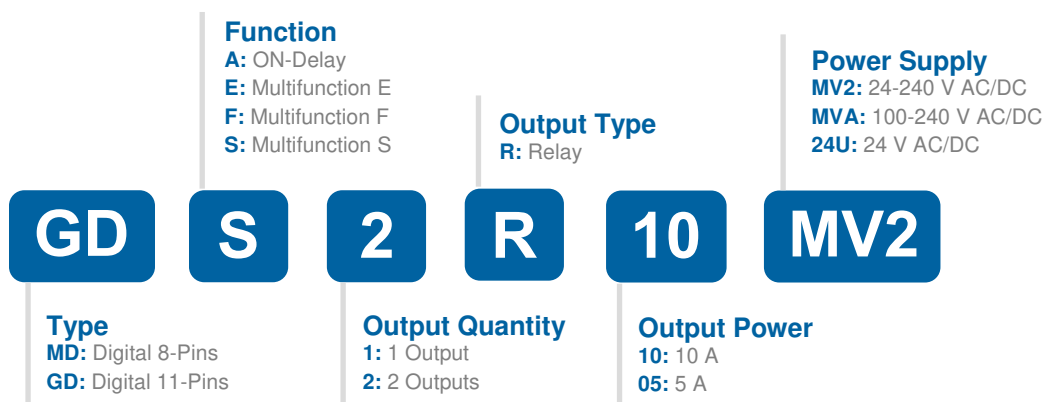 Function
A: ON-Delay
E: Multifunction E
F: Multifunction F
S: Multifunction S
Output Type
R: Relay
Power Supply
MV2: 24-240 V AC/DC
MVA: 100-240 V AC/DC
24U: 24 V AC/DC
GD S 2 R 10 MV2
Type
MD: Digital 8-Pins
GD: Digital 11-Pins
Output Quantity
1: 1 Output
2: 2 Outputs
Output Power
10: 10 A
05: 5 A